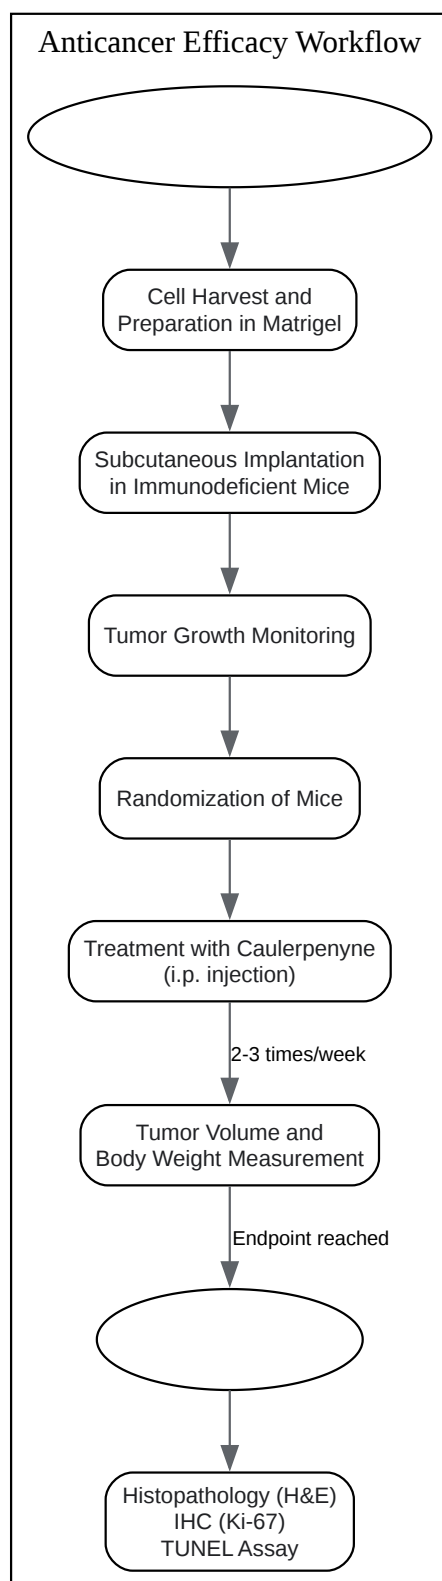 Anticancer Efficacy Workflow
Cell Harvest and
Preparation in Matrigel
Subcutaneous Implantation
in Immunodeficient Mice
Tumor Growth Monitoring
Randomization of Mice
Treatment with Caulerpenyne
(i.p. injection)
2-3 times/week
Tumor Volume and
Body Weight Measurement
Endpoint reached
Histopathology (H&E)
IHC (Ki-67)
TUNEL Assay